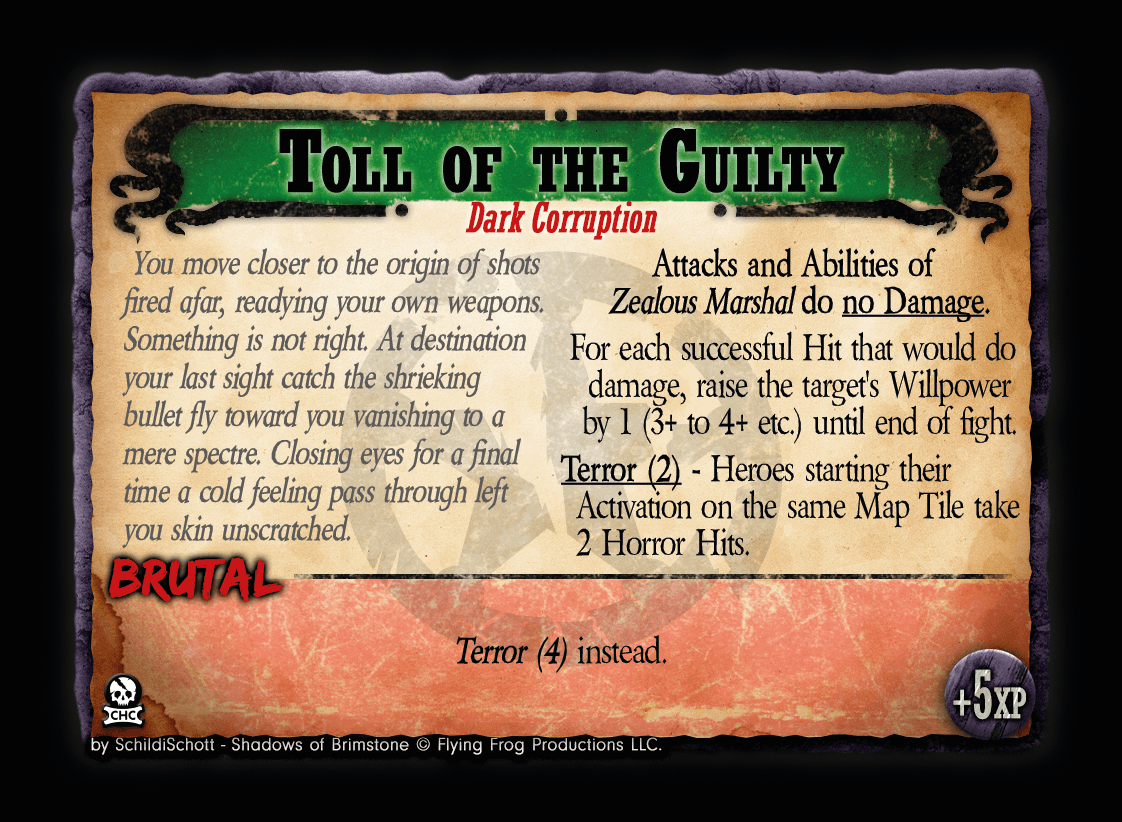 Toll of the Guilty
Dark Corruption
You move closer to the origin of shots
fired afar, readying your own weapons.
Something is not right. At destination
your last sight catch the shrieking
bullet fly toward you vanishing to a
mere spectre. Closing eyes for a final
time a cold feeling pass through left
you skin unscratched.
Attacks and Abilities of
Zealous Marshal do no Damage.
For each successful Hit that would do
damage, raise the target's Willpower
by 1 (3+ to 4+ etc.) until end of fight.
Terror (2) - Heroes starting their
Activation on the same Map Tile take
2 Horror Hits.
BRUTAL
Terror (4) instead.
+5XP
CHC
by SchildiSchott - Shadows of Brimstone © Flying Frog Productions LLC.